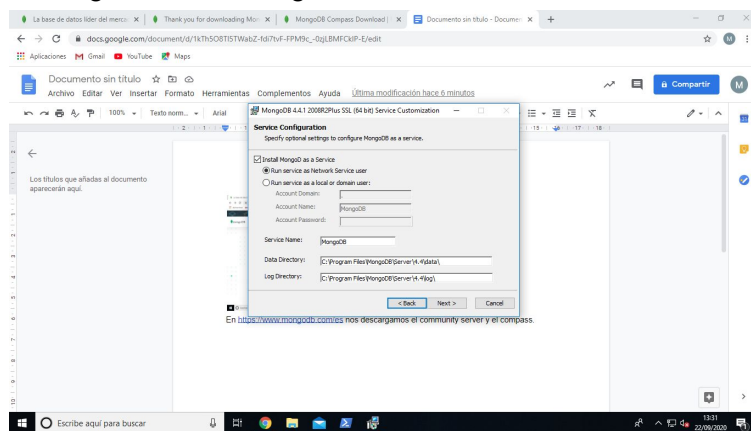 La base de datos líder del merco
Thank you for downloading Mon
MongoDB Compass Download |
Documento sin título - Documen
docs.google.com/document/d/1kTh5O8TI5TWabZ-fdi7tvF-FPM9c_-0zjLBMFCkIP-E/edit
M
Aplicaciones Gmail YouTube Maps
Documento sin título
Compartir
M
Archivo Editar Ver Insertar Formato Herramientas Complementos Ayuda Última modificación hace 6 minutos
100% Texto norm... Arial
MongoDB 4.4.1 2008R2Plus SSL (64 bit) Service Customization
Service Configuration
Specify optional settings to configure MongoDB as a service.
Install MongoD as a Service
Run service as Network Service user
Run service as a local or domain user:
Account Domain: .
Account Name: MongoDB
Account Password:
Service Name: MongoDB
Data Directory: C:\Program Files\MongoDB\Server\4.4\data\
Log Directory: C:\Program Files\MongoDB\Server\4.4\log\
< Back Next > Cancel
Los títulos que añadas al documento
aparecerán aquí.
En https://www.mongodb.com/es nos descargamos el community server y el compass.
Escribe aquí para buscar
13:31
22/09/2020